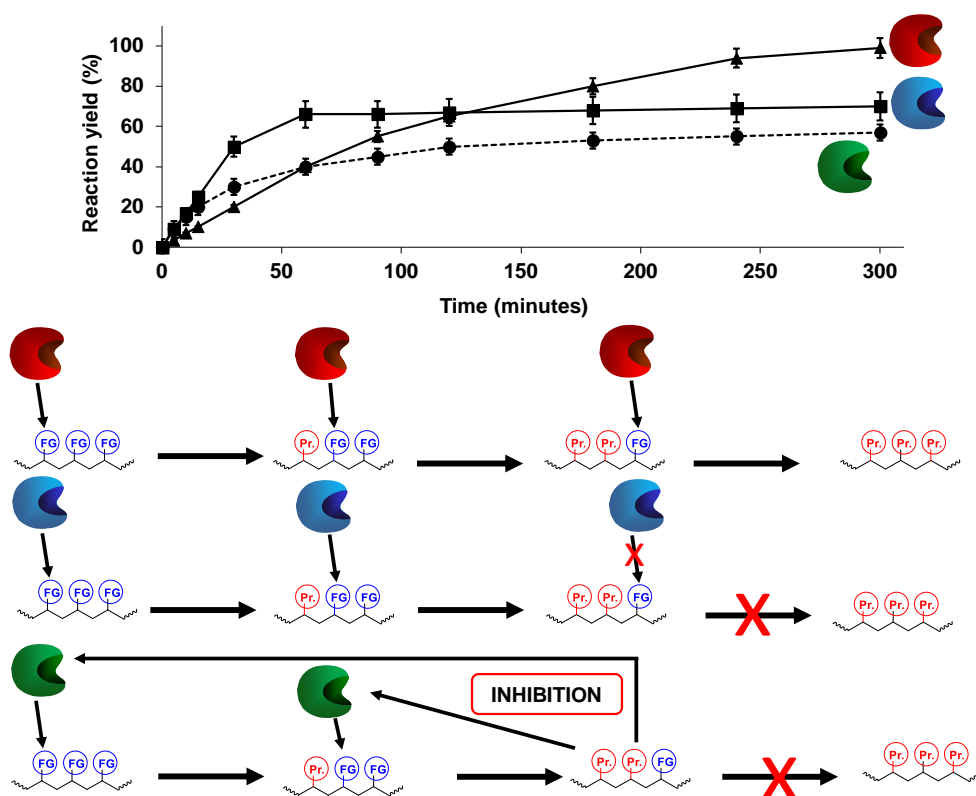 Reaction yield (%)
100
80
60
40
20
0
0 50 100 150 200 250 300
Time (minutes)
FG FG FG Pr. FG FG Pr. Pr. FG Pr. Pr. Pr.
X
FG FG FG Pr. FG FG Pr. Pr. FG X Pr. Pr. Pr.
INHIBITION
FG FG FG Pr. FG FG Pr. Pr. FG X Pr. Pr. Pr.